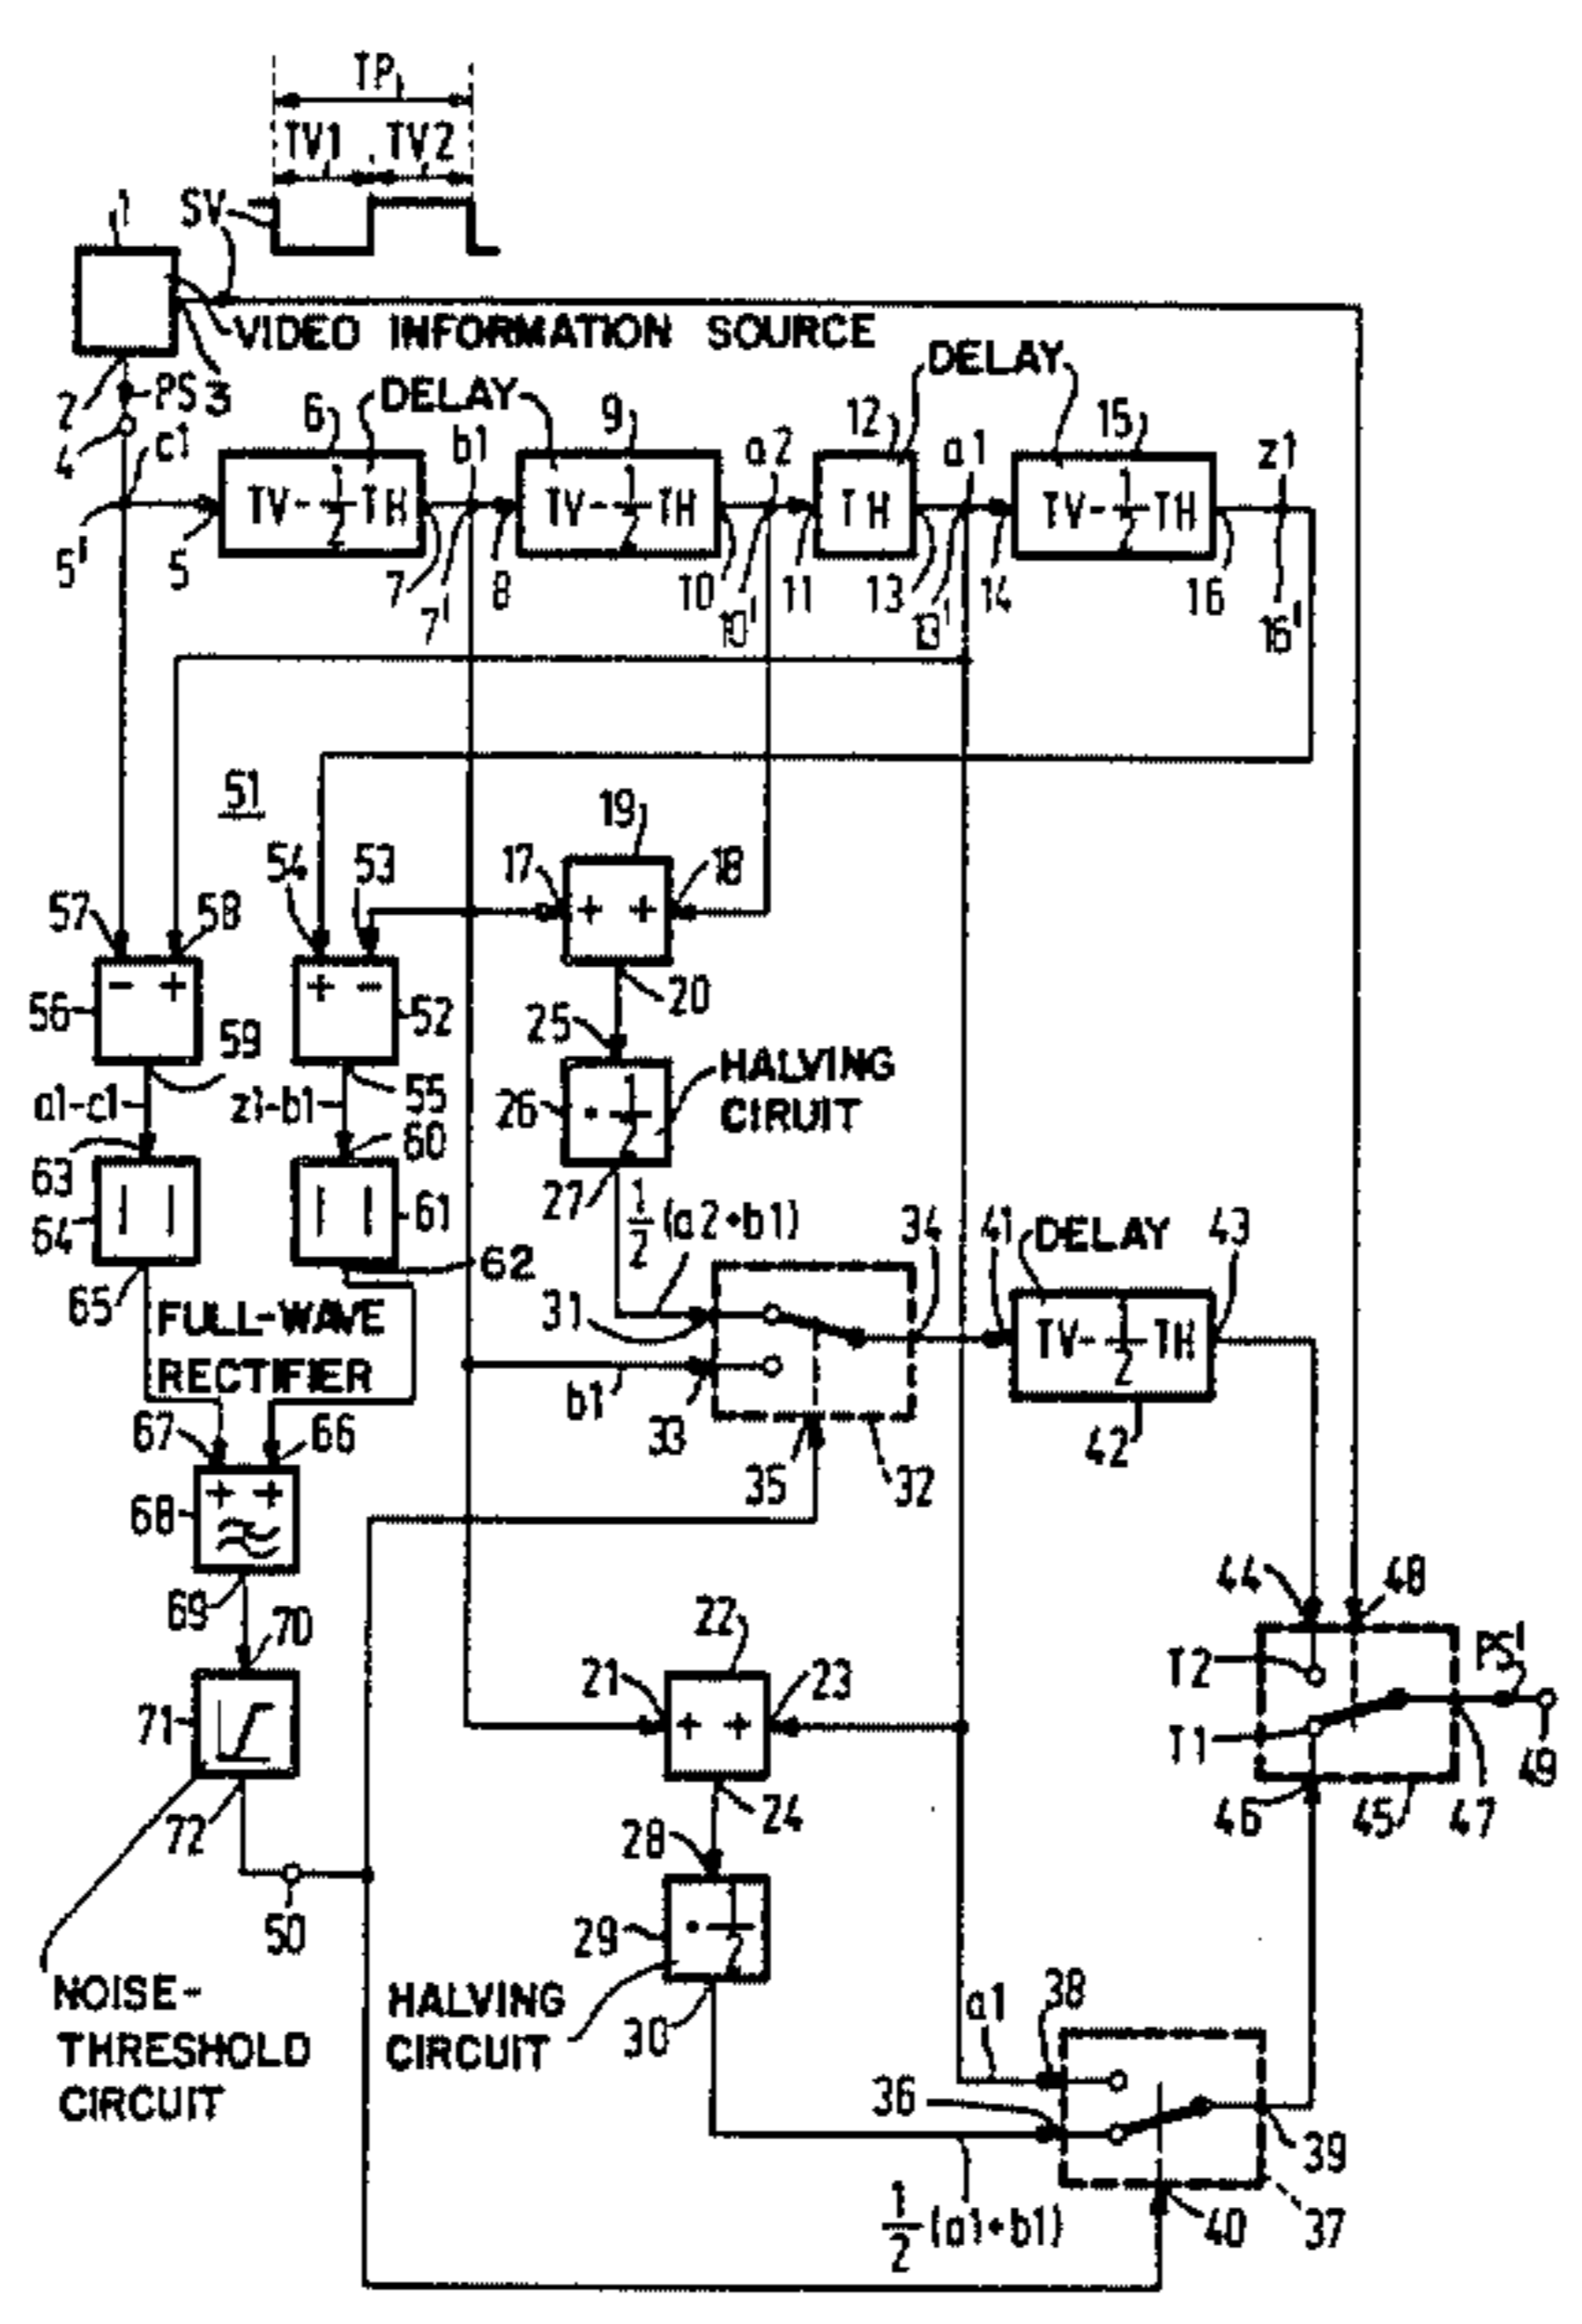 TP
TV1 TV2
SV
1
VIDEO INFORMATION SOURCE
DELAY
2 PS 3
DELAY
4 c1 6 b1 9 a2 12 a1 15 z1
TV-1/2TH TV-1/2TH TH TV-1/2TH
5' 5 7 7' 8 10 10' 11 13 13' 14 16 16'
51
19
54 53 17 18
57 58
+ +
- + + -
56 59 52 20
25
HALVING
CIRUIT
a1-c1 z1-b1 55 26 · 1/2
63 60
64 61 27 1/2(a2+b1) 34 41 DELAY 43
65 62
FULL-WAVE
RECTIFIER
31
TV-1/2TH
b1 33
67 66 42
+ +
68 35 32
69 70
44 48
22
T2 PS'
71 21 + + 23
T1 49
72 24
46 45 47
28
50 29 · 1/2
NOISE-
THRESHOLD
CIRCUIT
HALVING
CIRCUIT
30
a1 38
36
39
1/2(a1+b1) 40 37